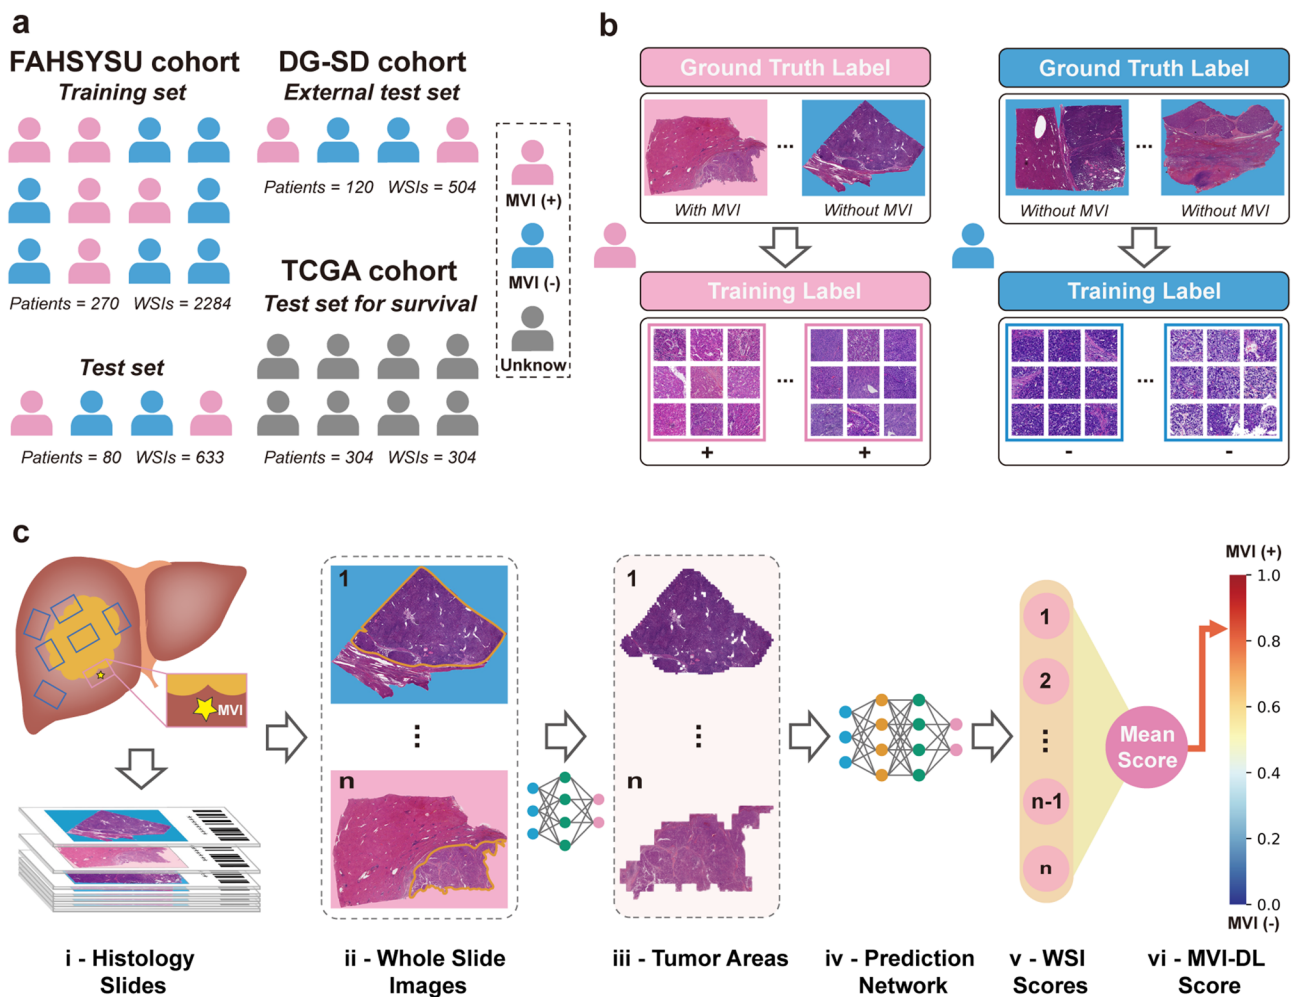 a
FAHSYSU cohort
Training set
Patients = 270 WSIs = 2284
Test set
Patients = 80 WSIs = 633
DG-SD cohort
External test set
Patients = 120 WSIs = 504
TCGA cohort
Test set for survival
Patients = 304 WSIs = 304
MVI (+)
MVI (-)
Unknow
b
Ground Truth Label
...
With MVI
Without MVI
Training Label
...
+
+
Ground Truth Label
...
Without MVI
Without MVI
Training Label
...
-
-
c
MVI
i - Histology
Slides
1
n
ii - Whole Slide
Images
1
n
iii - Tumor Areas
iv - Prediction
Network
1
2
n-1
n
v - WSI
Scores
Mean
Score
MVI (+)
1.0
0.8
0.6
0.4
0.2
0.0
MVI (-)
vi - MVI-DL
Score